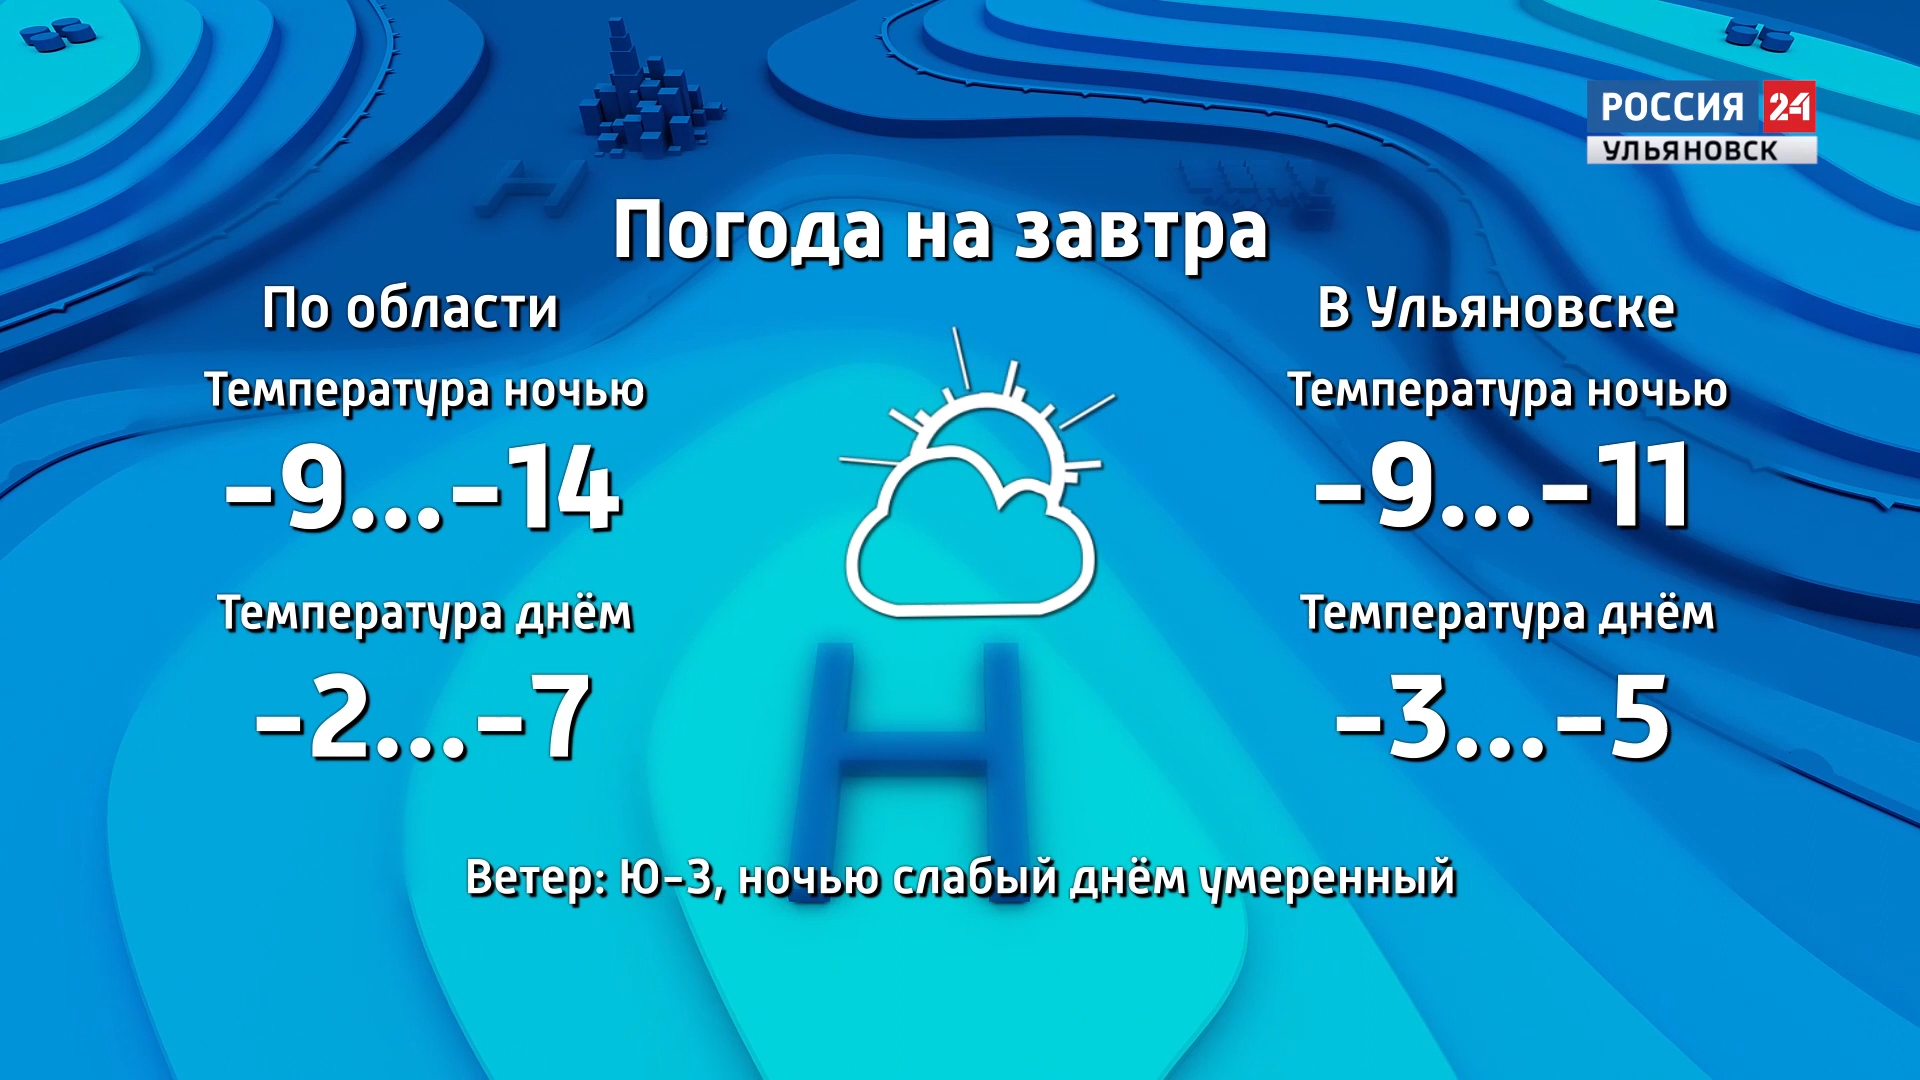 РОССИЯ 24
УЛЬЯНОВСК
Погода на завтра
По области
Температура ночью
-9...-14
Температура днём
-2...-7
В Ульяновске
Температура ночью
-9...-11
Температура днём
-3...-5
Ветер: Ю-З, ночью слабый днём умеренный
Н